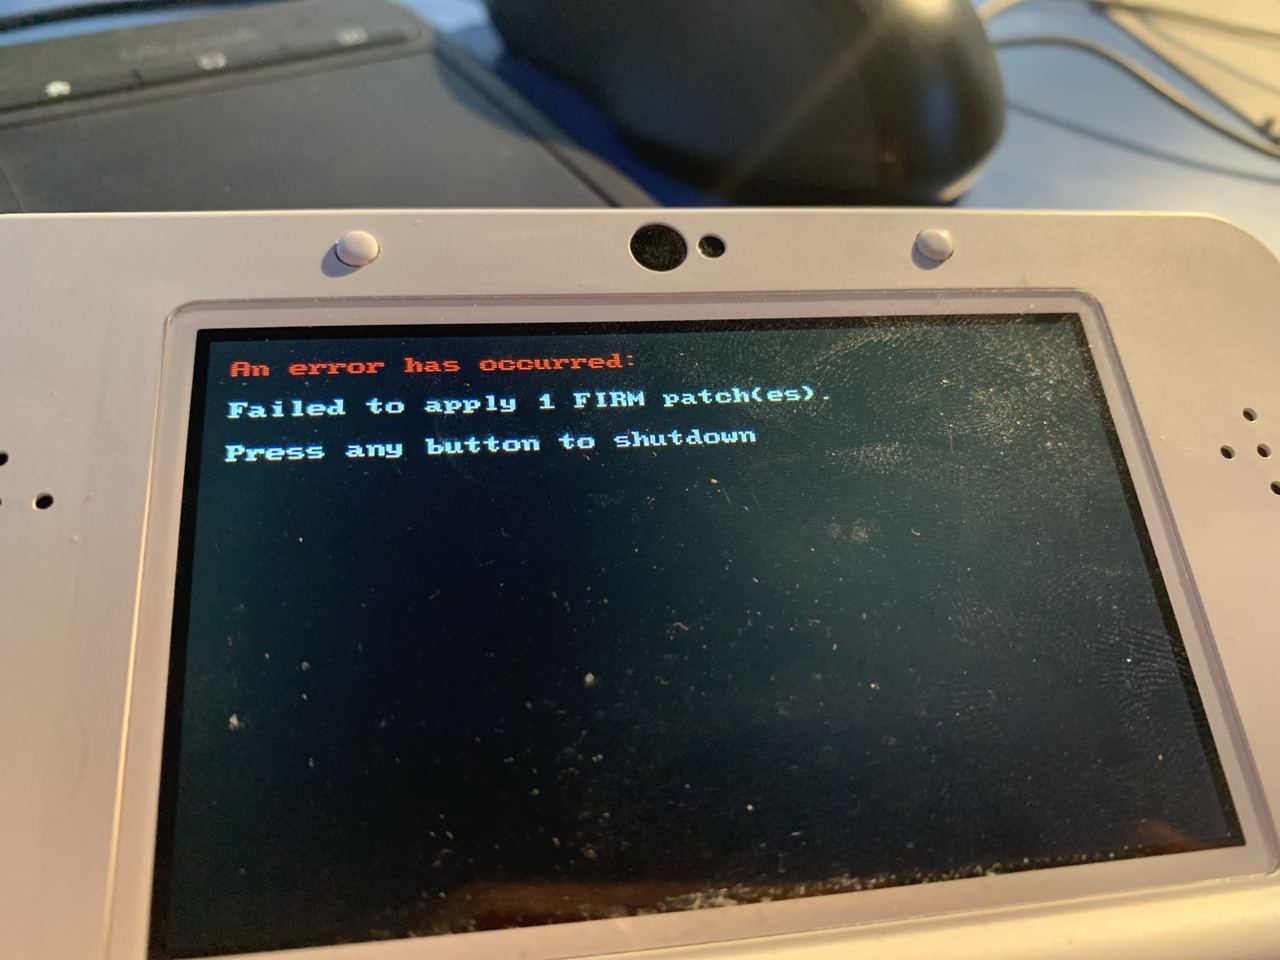 An error has occurred:
Failed to apply 1 FIRM patch(es).
Press any button to shutdown